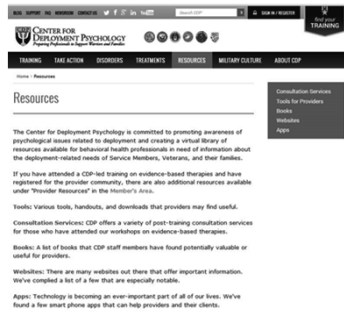 BLOG SUPPORT FAQ NEWSROOM CONTACT US
Search CDP
SIGN IN / REGISTER
find your
TRAINING
CENTER FOR
DEPLOYMENT PSYCHOLOGY
Preparing Professionals to Support Warriors and Families
TRAINING TAKE ACTION DISORDERS TREATMENTS RESOURCES MILITARY CULTURE ABOUT CDP
Home › Resources
Resources
Consultation Services
Tools for Providers
Books
Websites
Apps
The Center for Deployment Psychology is committed to promoting awareness of
psychological issues related to deployment and creating a virtual library of
resources available for behavioral health professionals in need of information about
the deployment-related needs of Service Members, Veterans, and their families.
If you have attended a CDP-led training on evidence-based therapies and have
registered for the provider community, there are also additional resources available
under "Provider Resources" in the Member's Area.
Tools: Various tools, handouts, and downloads that providers may find useful.
Consultation Services: CDP offers a variety of post-training consultation services
for those who have attended our workshops on evidence-based therapies.
Books: A list of books that CDP staff members have found potentially valuable or
useful for providers.
Websites: There are many websites out there that offer important information.
We've compiled a list of a few that are especially notable.
Apps: Technology is becoming an ever-important part of all of our lives. We've
found a few smart phone apps that can help providers and their clients.